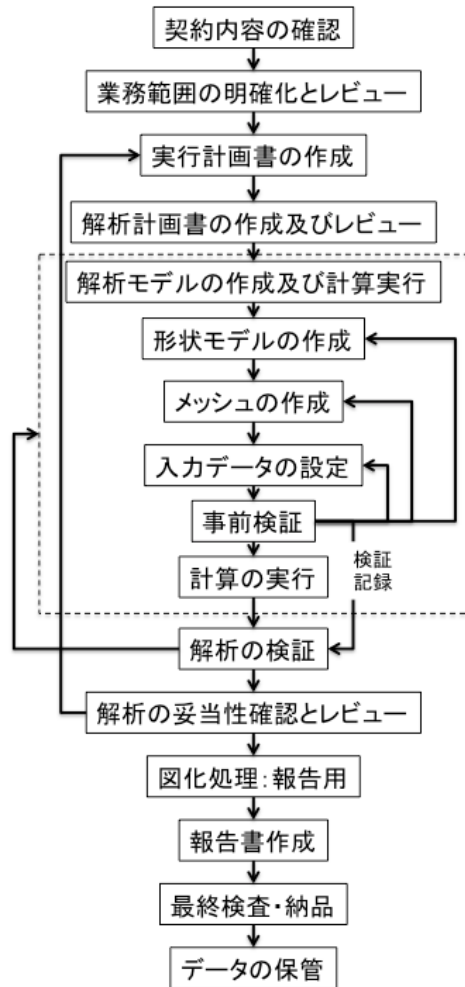 契約内容の確認
業務範囲の明確化とレビュー
実行計画書の作成
解析計画書の作成及びレビュー
解析モデルの作成及び計算実行
形状モデルの作成
メッシュの作成
入力データの設定
事前検証
検証
記録
計算の実行
解析の検証
解析の妥当性確認とレビュー
図化処理:報告用
報告書作成
最終検査・納品
データの保管